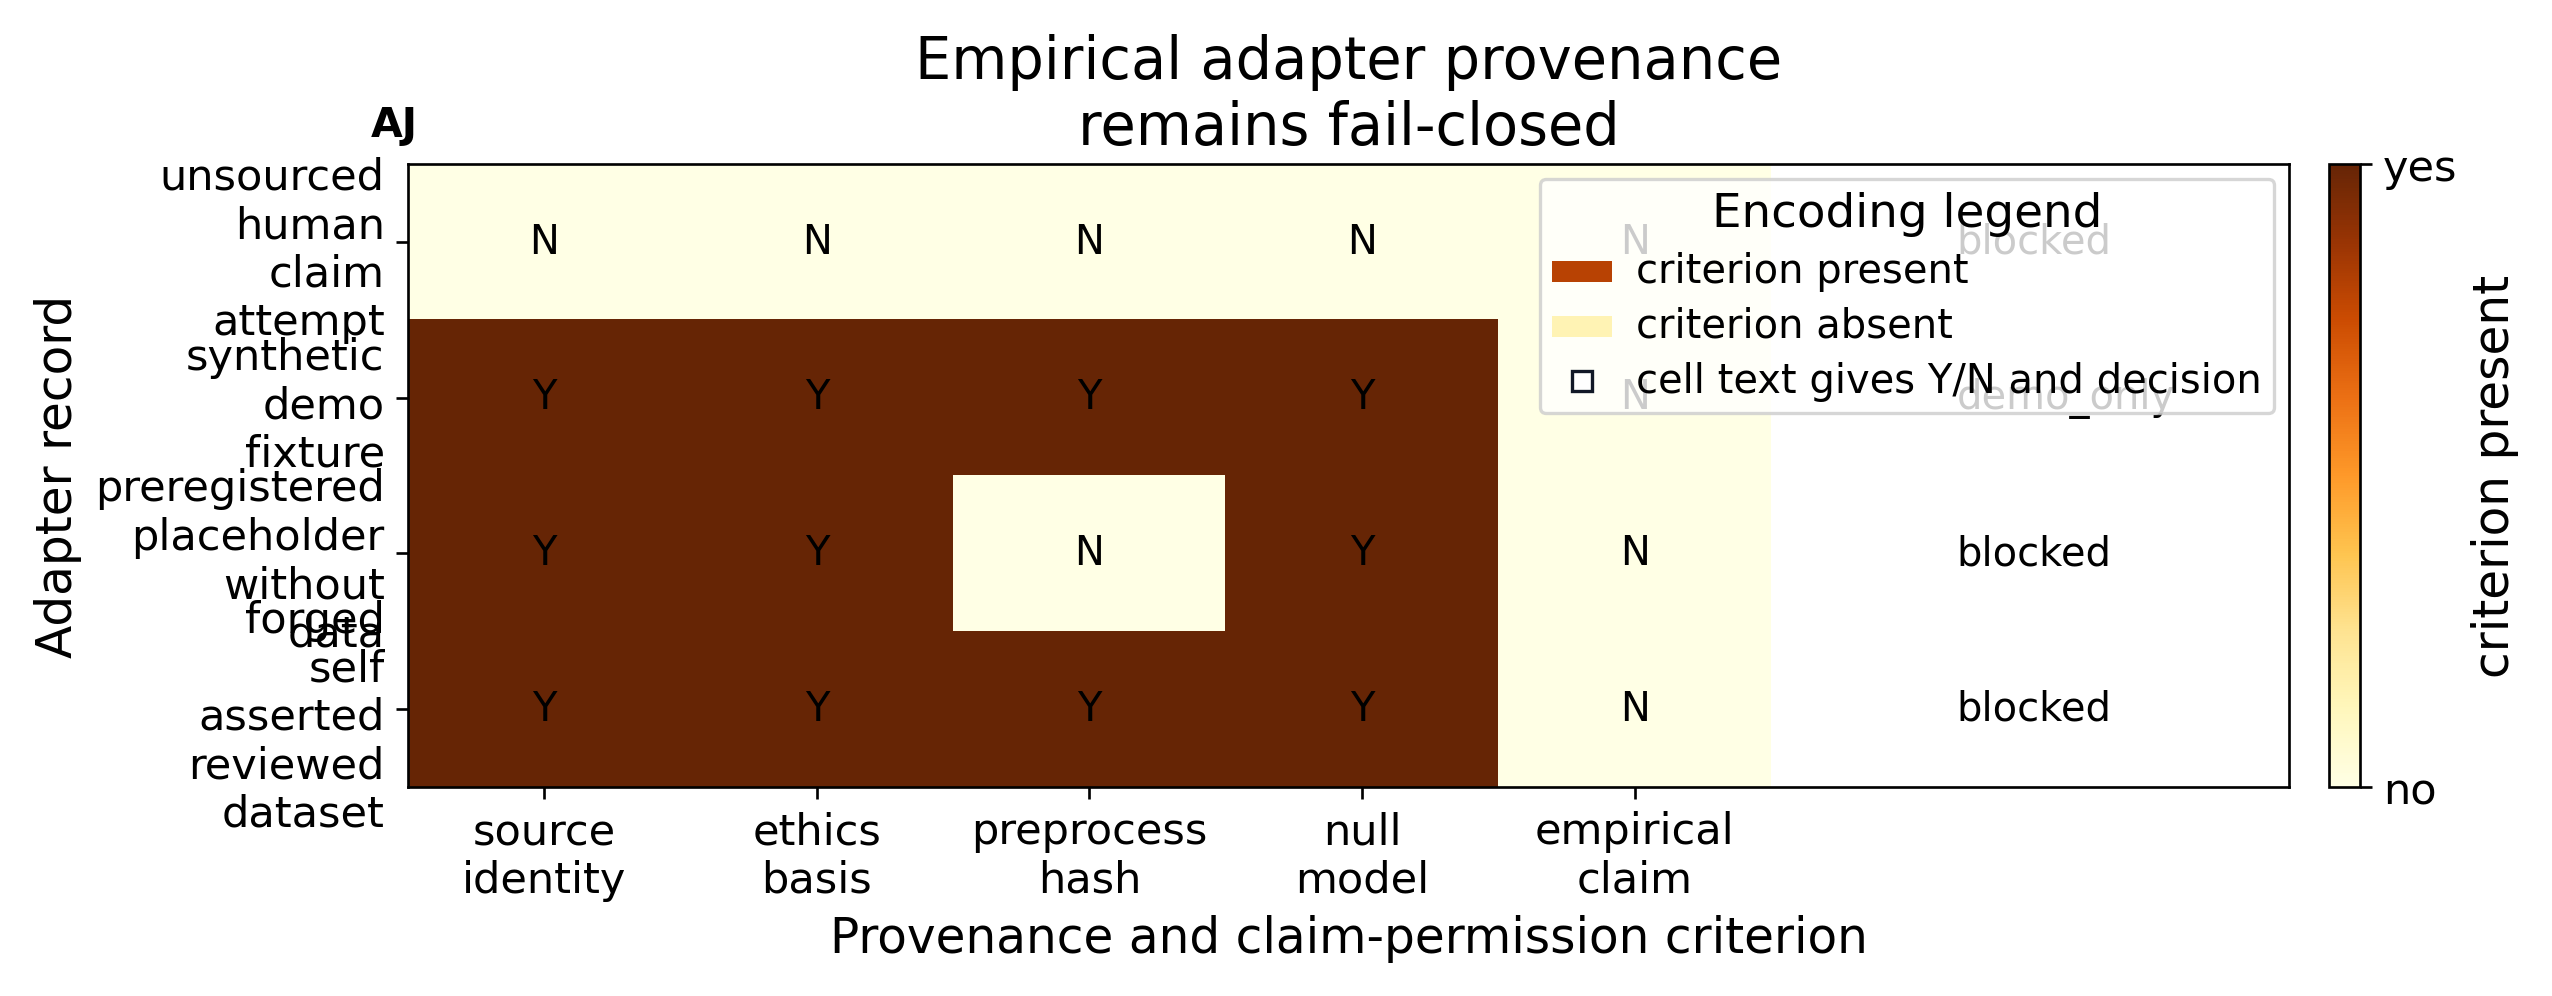 Empirical adapter provenance
remains fail-closed
AJ
Adapter record
unsourced
human
claim
attempt
synthetic
demo
fixture
preregistered
placeholder
without
data
forged
self
asserted
reviewed
dataset
N N N N N blocked
Y Y Y Y N demo_only
Y Y N Y N blocked
Y Y Y Y N blocked
Encoding legend
criterion present
criterion absent
cell text gives Y/N and decision
source
identity
ethics
basis
preprocess
hash
null
model
empirical
claim
Provenance and claim-permission criterion
yes
no
criterion present